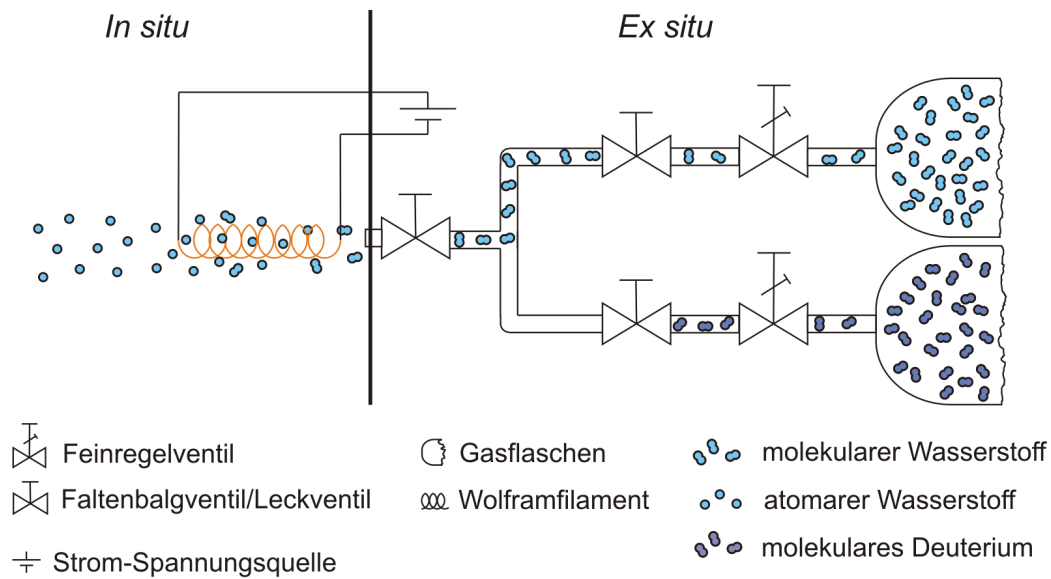 In situ
Ex situ
Feinregelventil
Faltenbalgventil/Leckventil
Strom-Spannungsquelle
Gasflaschen
Wolframfilament
molekularer Wasserstoff
atomarer Wasserstoff
molekulares Deuterium